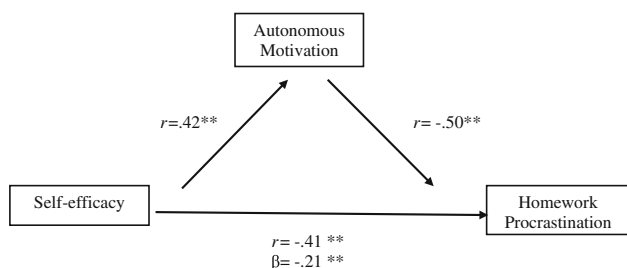 Autonomous
Motivation
r=.42**
r= -.50**
Self-efficacy
Homework
Procrastination
r= -.41 **
β= -.21 **